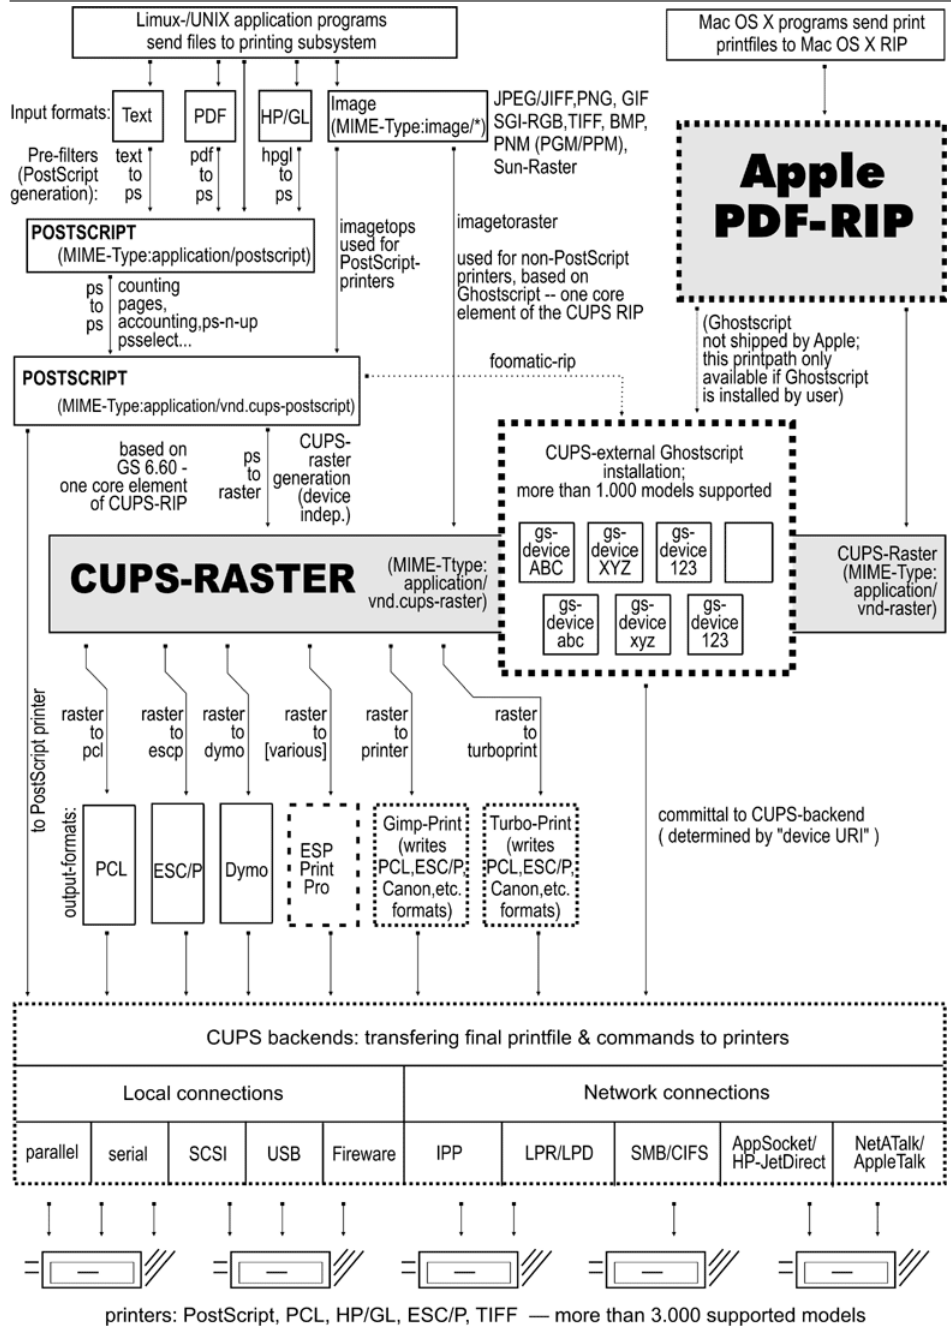 Limux-/UNIX application programs
send files to printing subsystem
Mac OS X programs send print
printfiles to Mac OS X RIP
Input formats:
Text
PDF
HP/GL
Image
(MIME-Type:image/*)
JPEG/JIFF,PNG, GIF
SGI-RGB,TIFF, BMP,
PNM (PGM/PPM),
Sun-Raster
Pre-filters
(PostScript
generation):
text
to
ps
pdf
to
ps
hpgl
to
ps
Apple
PDF-RIP
POSTSCRIPT
(MIME-Type:application/postscript)
imagetops
used for
PostScript-
printers
imagetoraster
used for non-PostScript
printers, based on
Ghostscript -- one core
element of the CUPS RIP
ps
to
ps
counting
pages,
accounting,ps-n-up
psselect...
(Ghostscript
not shipped by Apple;
this printpath only
available if Ghostscript
is installed by user)
foomatic-rip
POSTSCRIPT
(MIME-Type:application/vnd.cups-postscript)
based on
GS 6.60 -
one core element
of CUPS-RIP
ps
to
raster
CUPS-
raster
generation
(device
indep.)
CUPS-external Ghostscript
installation;
more than 1.000 models supported
gs-
device
ABC
gs-
device
XYZ
gs-
device
123
gs-
device
abc
gs-
device
xyz
gs-
device
123
CUPS-RASTER
(MIME-Ttype:
application/
vnd.cups-raster)
CUPS-Raster
(MIME-Type:
application/
vnd-raster)
to PostScript printer
raster
to
pcl
raster
to
escp
raster
to
dymo
raster
to
[various]
raster
to
printer
raster
to
turboprint
output-formats:
PCL
ESC/P
Dymo
ESP
Print
Pro
Gimp-Print
(writes
PCL,ESC/P,
Canon,etc.
formats)
Turbo-Print
(writes
PCL,ESC/P,
Canon,etc.
formats)
committal to CUPS-backend
( determined by "device URI" )
CUPS backends: transfering final printfile & commands to printers
Local connections
Network connections
parallel
serial
SCSI
USB
Fireware
IPP
LPR/LPD
SMB/CIFS
AppSocket/
HP-JetDirect
NetATalk/
AppleTalk
printers: PostScript, PCL, HP/GL, ESC/P, TIFF — more than 3.000 supported models